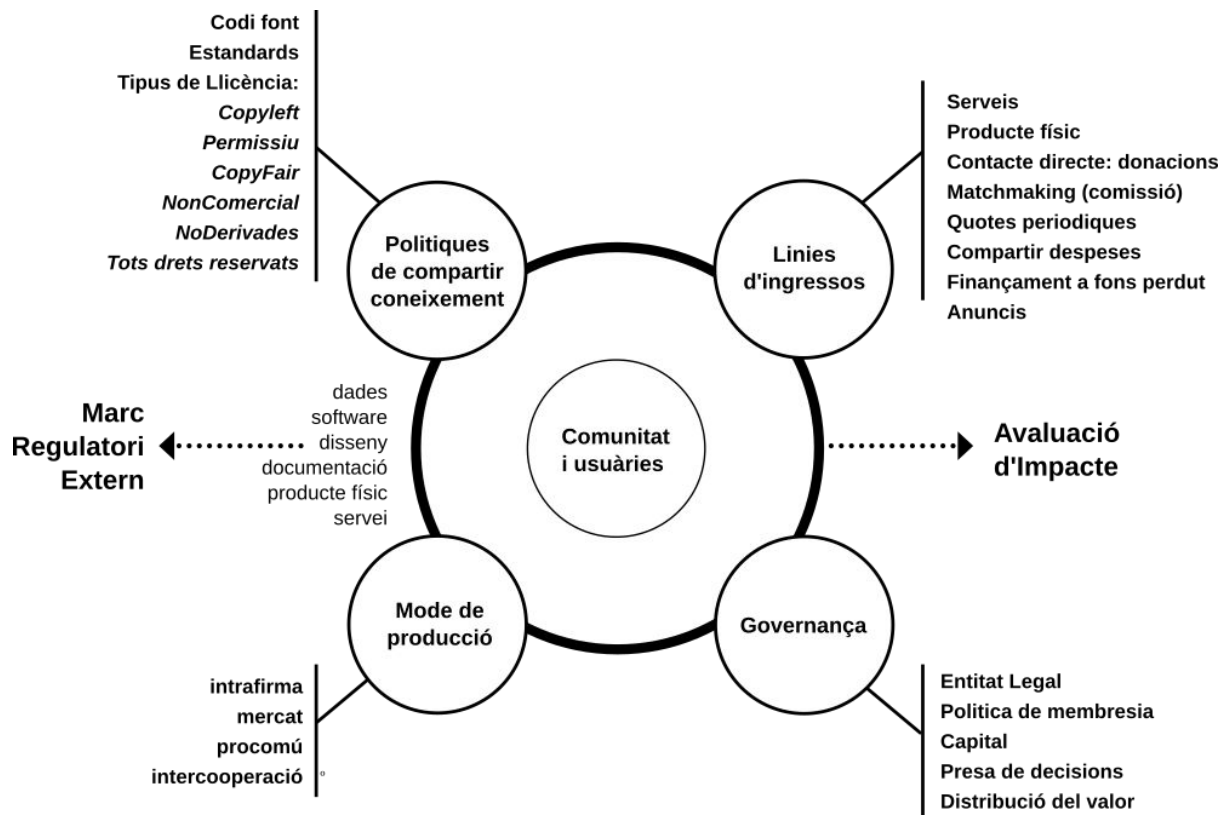 Codi font
Estandards
Tipus de Llicència:
Copyleft
Permissiu
CopyFair
NonComercial
NoDerivades
Tots drets reservats
Politiques
de compartir
coneixement
Linies
d'ingressos
Serveis
Producte físic
Contacte directe: donacions
Matchmaking (comissió)
Quotes periodiques
Compartir despeses
Finançament a fons perdut
Anuncis
Marc
Regulatori
Extern
dades
software
disseny
documentació
producte físic
servei
Comunitat
i usuàries
Avaluació
d'Impacte
Mode de
producció
intrafirma
mercat
procomú
intercooperació º
Governança
Entitat Legal
Politica de membresia
Capital
Presa de decisions
Distribució del valor